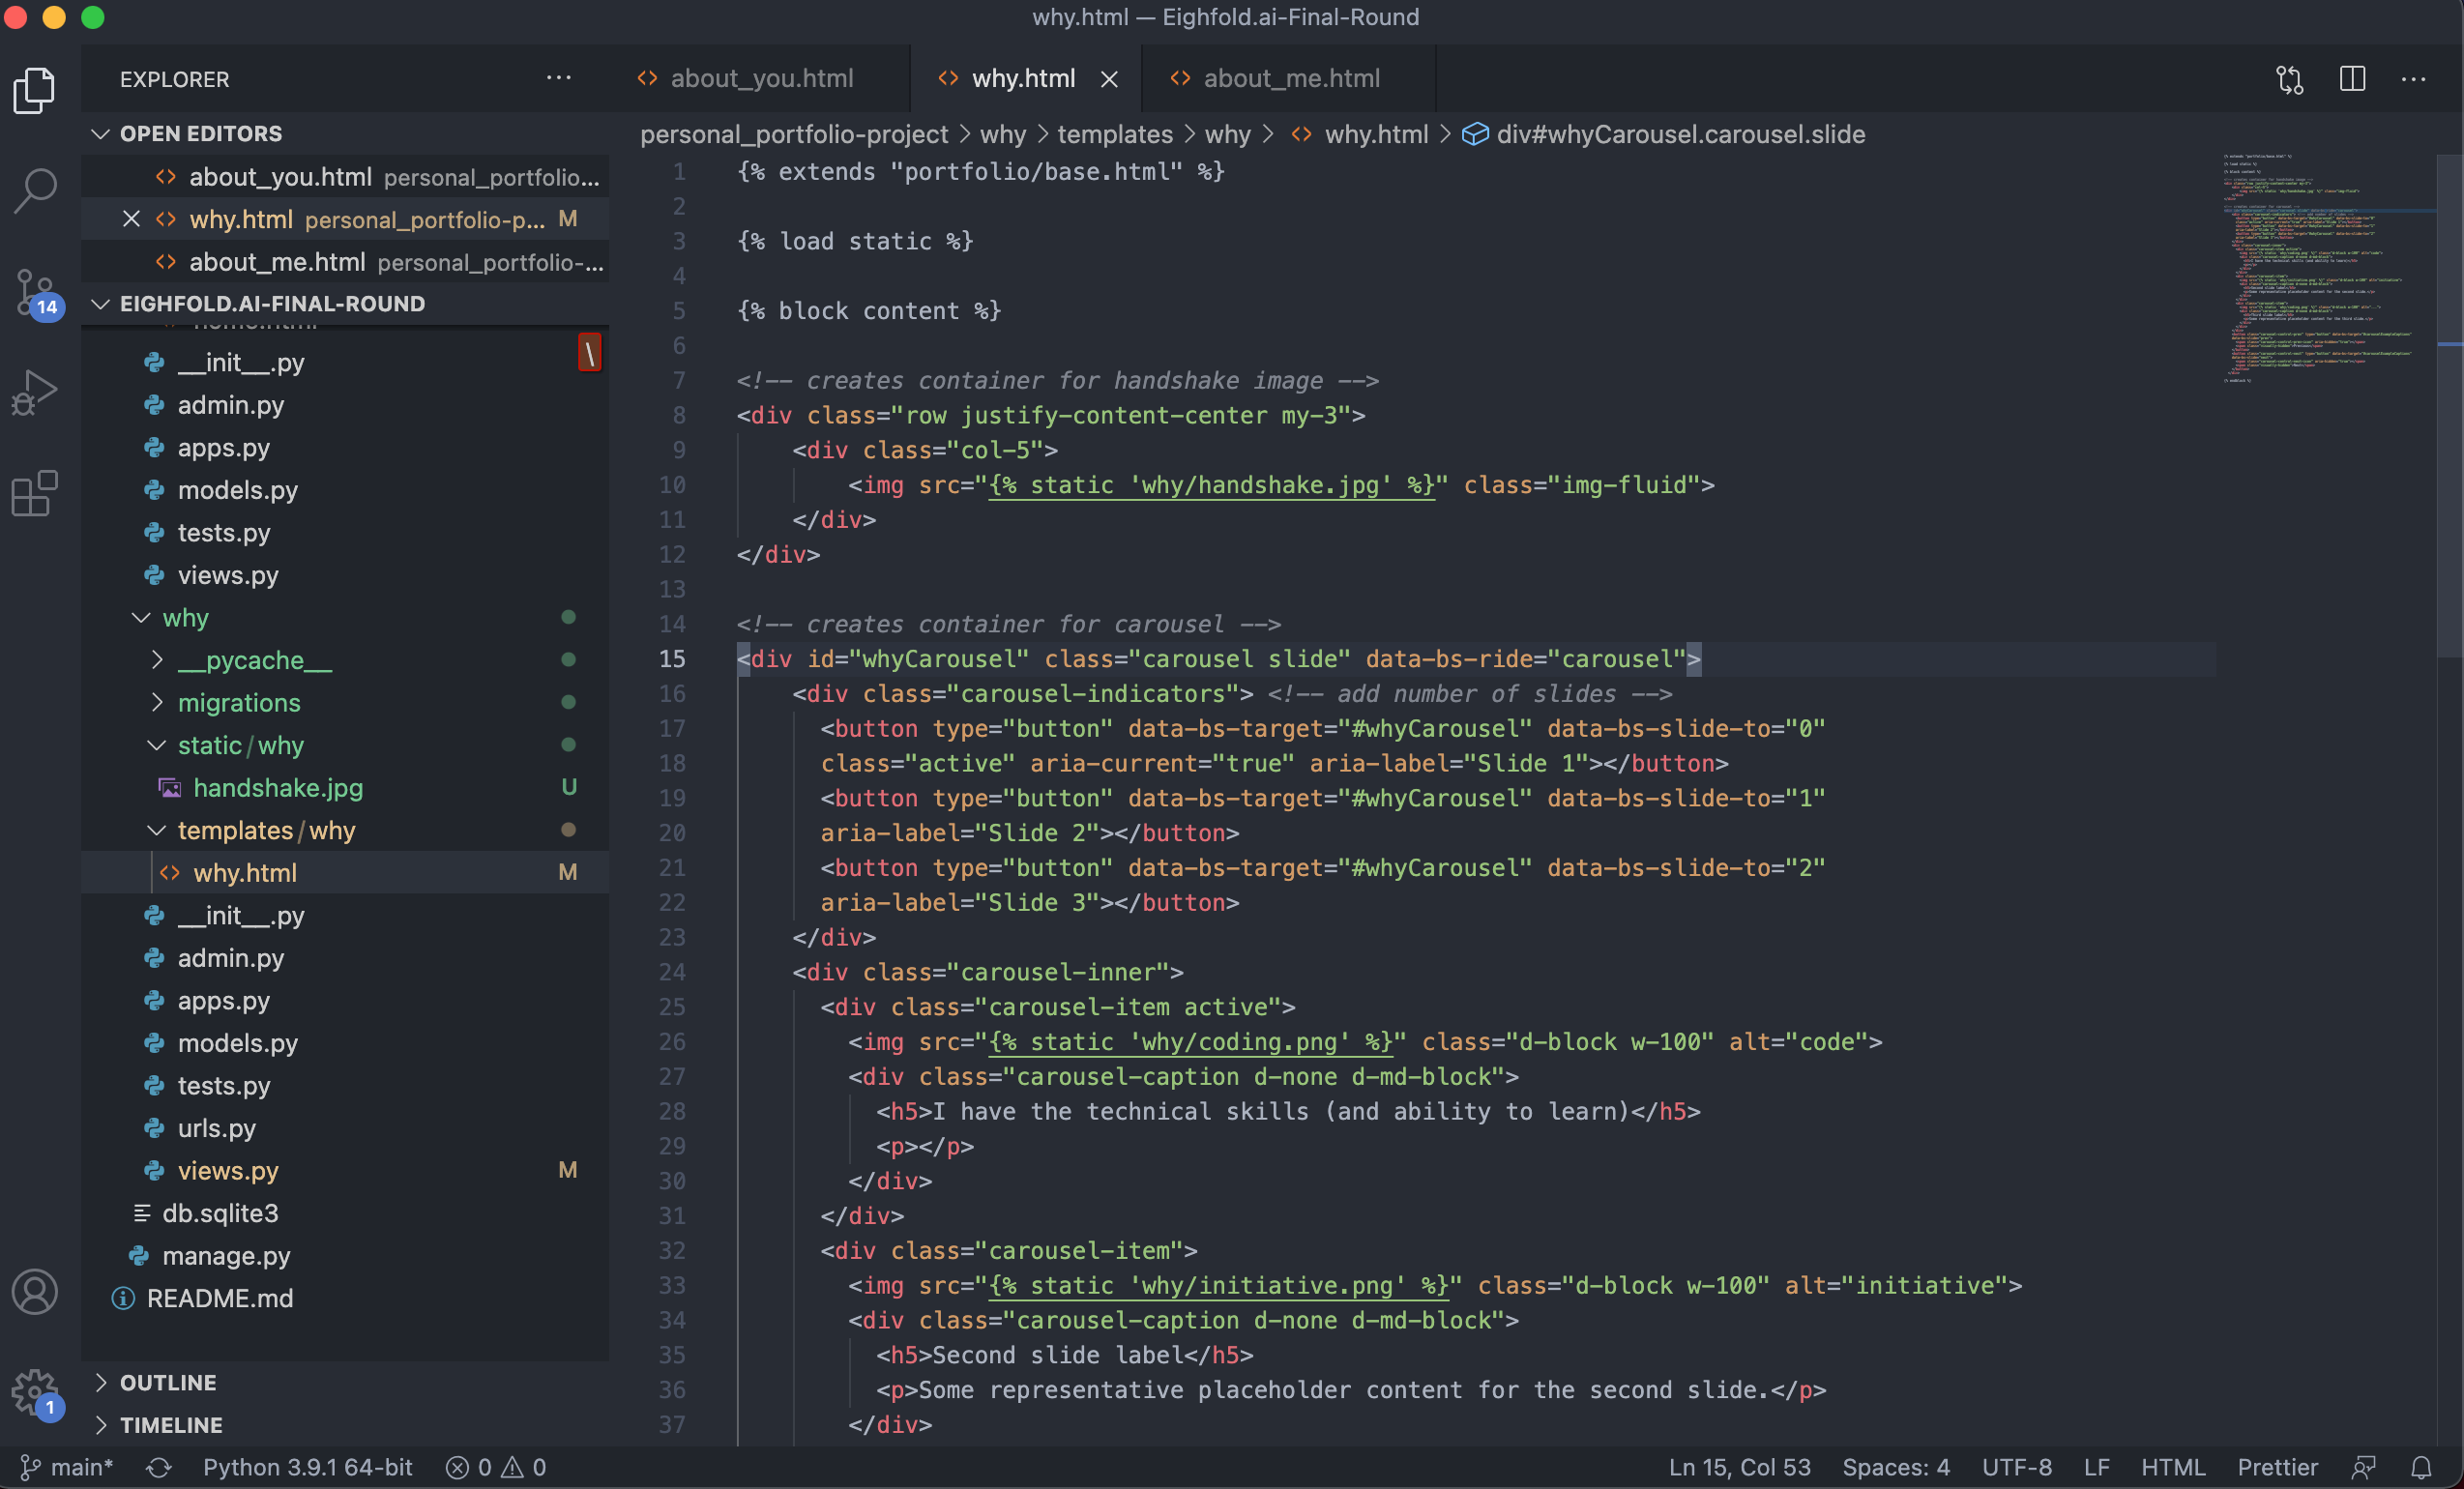 why.html — Eighfold.ai-Final-Round
EXPLORER
about_you.html
why.html
about_me.html
OPEN EDITORS
about_you.html personal_portfolio...
why.html personal_portfolio-p... M
about_me.html personal_portfolio-...
14
EIGHFOLD.AI-FINAL-ROUND
home.html
\
__init__.py
admin.py
apps.py
models.py
tests.py
views.py
why
__pycache__
migrations
static/why
handshake.jpg U
templates/why
why.html M
__init__.py
admin.py
apps.py
models.py
tests.py
urls.py
views.py M
db.sqlite3
manage.py
README.md
OUTLINE
1
TIMELINE
personal_portfolio-project > why > templates > why > why.html > div#whyCarousel.carousel.slide
1 {% extends "portfolio/base.html" %}
2
3 {% load static %}
4
5 {% block content %}
6
7 <!-- creates container for handshake image -->
8 <div class="row justify-content-center my-3">
9 <div class="col-5">
10 <img src="{% static 'why/handshake.jpg' %}" class="img-fluid">
11 </div>
12 </div>
13
14 <!-- creates container for carousel -->
15 <div id="whyCarousel" class="carousel slide" data-bs-ride="carousel">
16 <div class="carousel-indicators"> <!-- add number of slides -->
17 <button type="button" data-bs-target="#whyCarousel" data-bs-slide-to="0"
18 class="active" aria-current="true" aria-label="Slide 1"></button>
19 <button type="button" data-bs-target="#whyCarousel" data-bs-slide-to="1"
20 aria-label="Slide 2"></button>
21 <button type="button" data-bs-target="#whyCarousel" data-bs-slide-to="2"
22 aria-label="Slide 3"></button>
23 </div>
24 <div class="carousel-inner">
25 <div class="carousel-item active">
26 <img src="{% static 'why/coding.png' %}" class="d-block w-100" alt="code">
27 <div class="carousel-caption d-none d-md-block">
28 <h5>I have the technical skills (and ability to learn)</h5>
29 <p></p>
30 </div>
31 </div>
32 <div class="carousel-item">
33 <img src="{% static 'why/initiative.png' %}" class="d-block w-100" alt="initiative">
34 <div class="carousel-caption d-none d-md-block">
35 <h5>Second slide label</h5>
36 <p>Some representative placeholder content for the second slide.</p>
37 </div>
main* Python 3.9.1 64-bit 0 0 Ln 15, Col 53 Spaces: 4 UTF-8 LF HTML Prettier